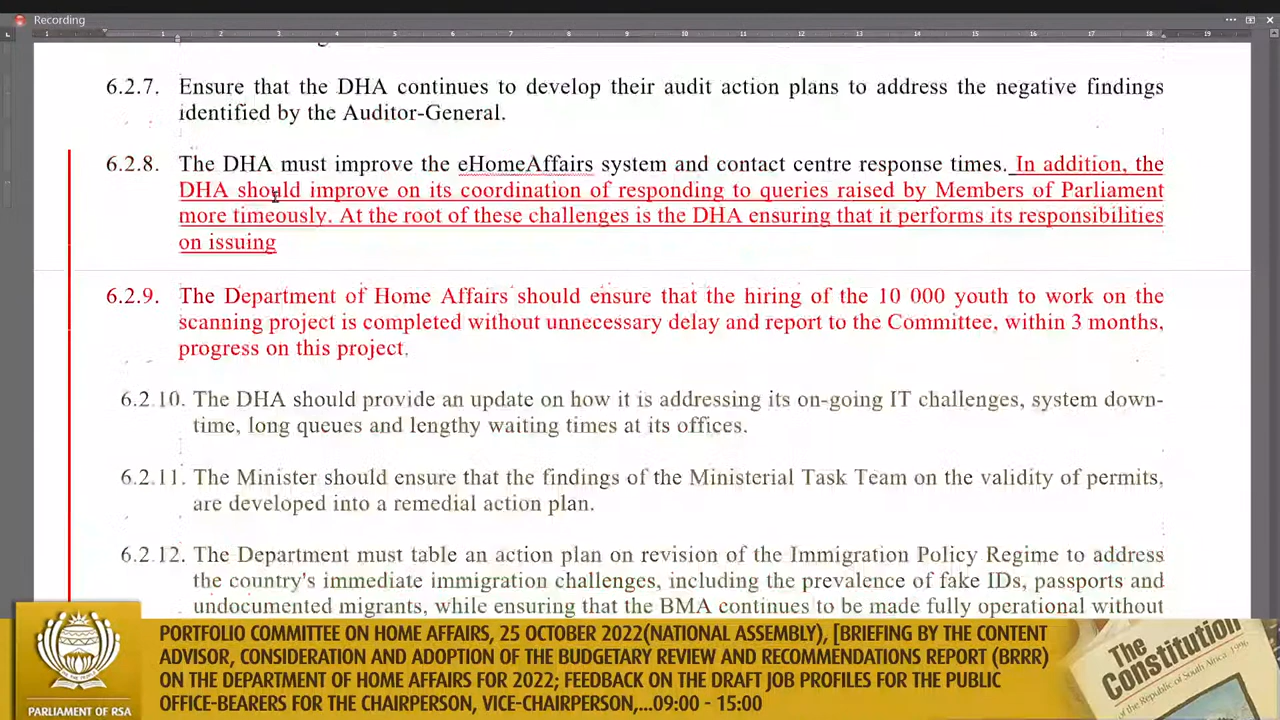 Recording
6.2.7. Ensure that the DHA continues to develop their audit action plans to address the negative findings
identified by the Auditor-General.
6.2.8. The DHA must improve the eHomeAffairs system and contact centre response times. In addition, the
DHA should improve on its coordination of responding to queries raised by Members of Parliament
more timeously. At the root of these challenges is the DHA ensuring that it performs its responsibilities
on issuing
6.2.9. The Department of Home Affairs should ensure that the hiring of the 10 000 youth to work on the
scanning project is completed without unnecessary delay and report to the Committee, within 3 months,
progress on this project.
6.2.10. The DHA should provide an update on how it is addressing its on-going IT challenges, system down-
time, long queues and lengthy waiting times at its offices.
6.2.11. The Minister should ensure that the findings of the Ministerial Task Team on the validity of permits,
are developed into a remedial action plan.
6.2.12. The Department must table an action plan on revision of the Immigration Policy Regime to address
the country's immediate immigration challenges, including the prevalence of fake IDs, passports and
undocumented migrants, while ensuring that the BMA continues to be made fully operational without
PORTFOLIO COMMITTEE ON HOME AFFAIRS, 25 OCTOBER 2022(NATIONAL ASSEMBLY), [BRIEFING BY THE CONTENT
ADVISOR, CONSIDERATION AND ADOPTION OF THE BUDGETARY REVIEW AND RECOMMENDATIONS REPORT (BRRR)
ON THE DEPARTMENT OF HOME AFFAIRS FOR 2022; FEEDBACK ON THE DRAFT JOB PROFILES FOR THE PUBLIC
OFFICE-BEARERS FOR THE CHAIRPERSON, VICE-CHAIRPERSON,...09:00 - 15:00
PARLIAMENT OF RSA
The
Constitution
of the Republic of South Africa, 1996